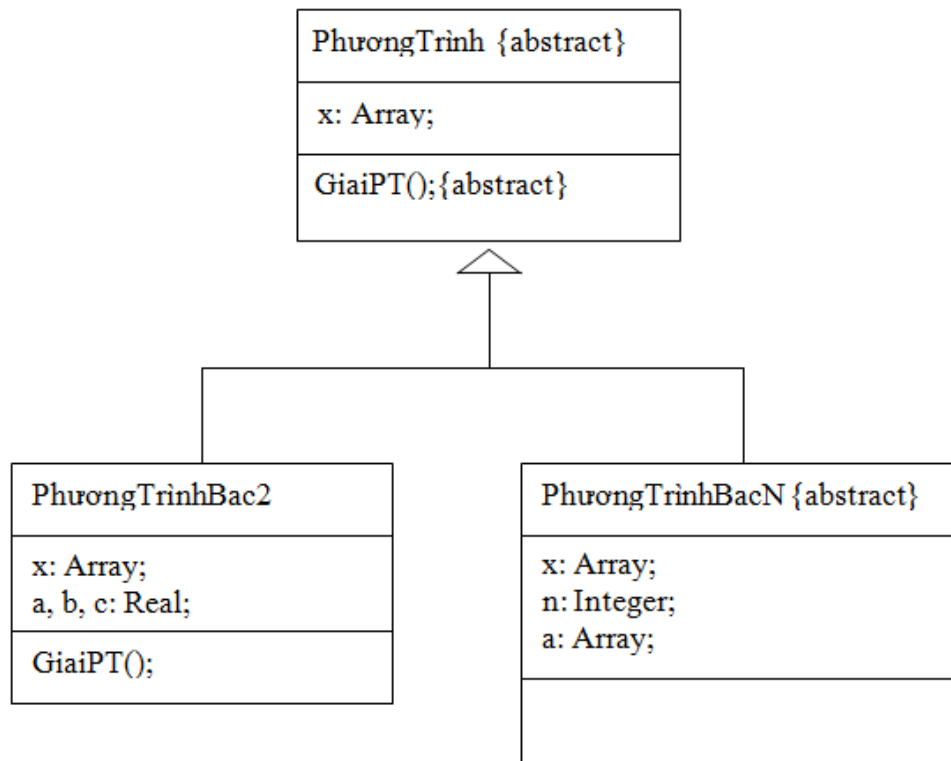 PhươngTrình {abstract}
x: Array;
GiaiPT();{abstract}
PhươngTrìnhBac2
x: Array;
a, b, c: Real;
GiaiPT();
PhươngTrìnhBacN {abstract}
x: Array;
n: Integer;
a: Array;